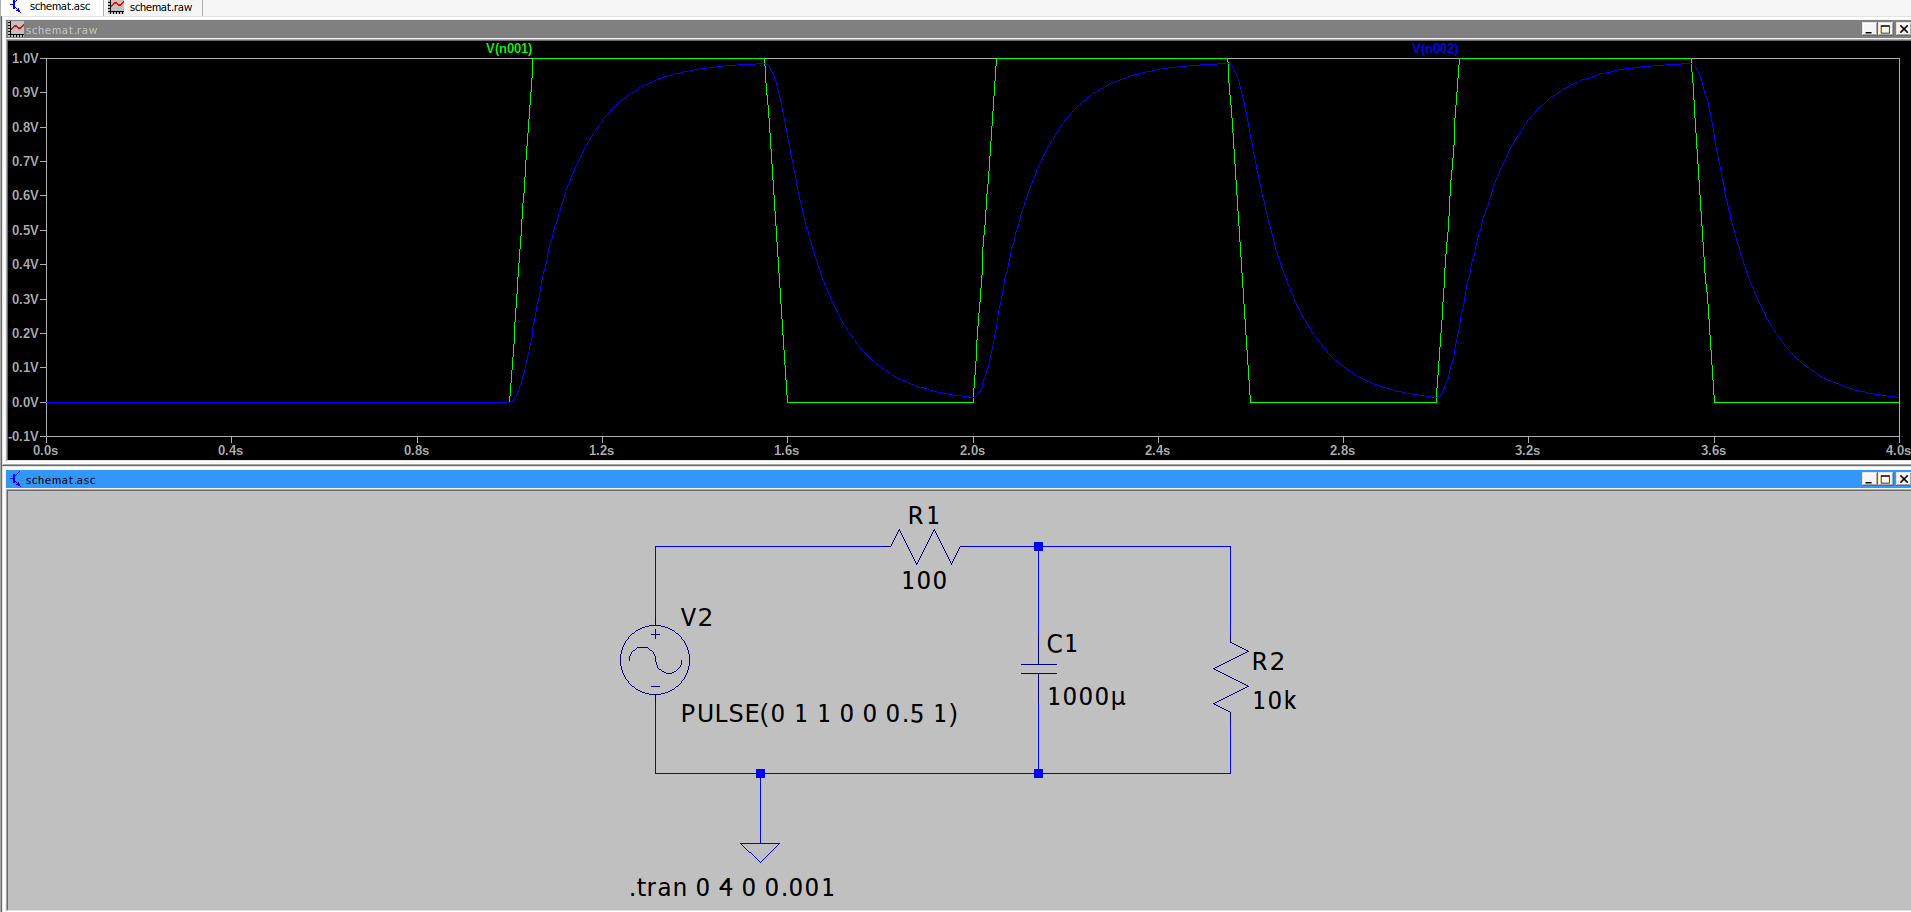 schemat.asc schemat.raw
schemat.raw
V(n001) V(n002)
1.0V
0.9V
0.8V
0.7V
0.6V
0.5V
0.4V
0.3V
0.2V
0.1V
0.0V
-0.1V
0.0s 0.4s 0.8s 1.2s 1.6s 2.0s 2.4s 2.8s 3.2s 3.6s 4.0s
schemat.asc
R1
100
V2
PULSE(0 1 1 0 0 0.5 1)
C1
1000µ
R2
10k
.tran 0 4 0 0.001